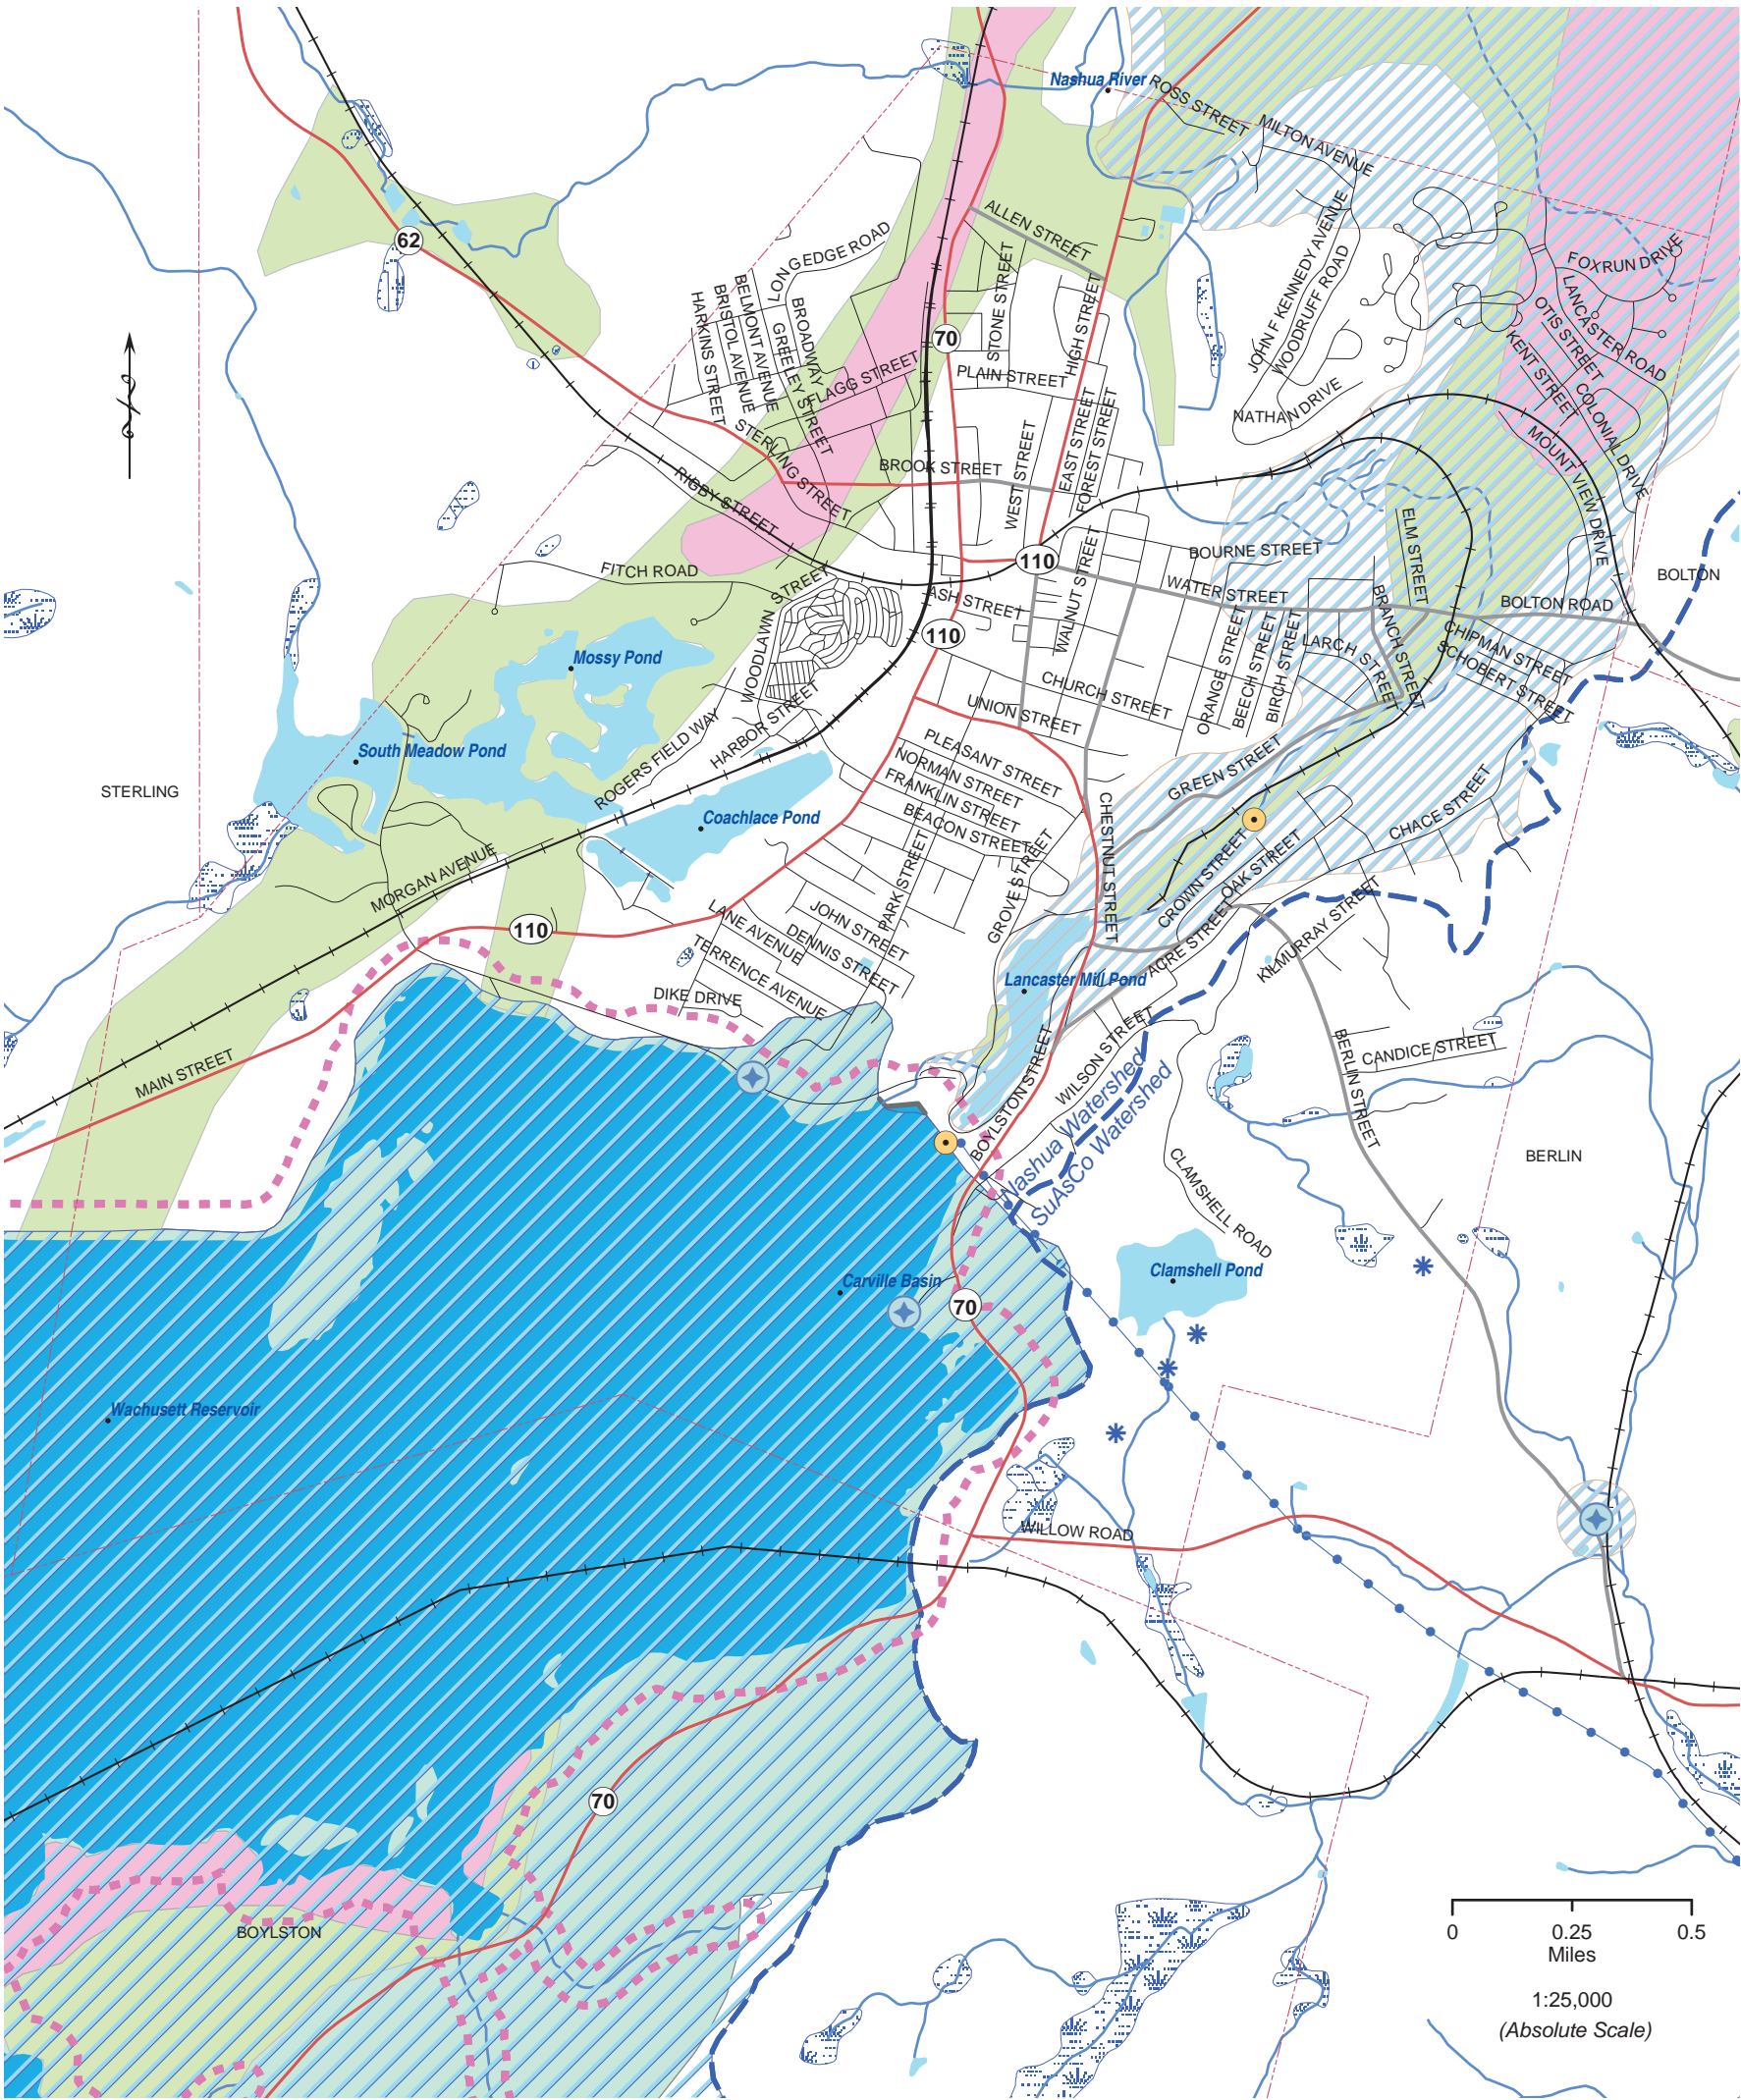 Nashua River
ROSS STREET
MILTON AVENUE
ALLEN STREET
62
LONGEDGE ROAD
STONE STREET
HIGH STREET
JOHN F KENNEDY AVENUE
WOODRUFF ROAD
FOXRUN DRIVE
LANCASTER ROAD
OTIS STREET
KENT STREET
COLONIAL DRIVE
HARKINS STREET
BRISTOL AVENUE
BELMONT AVENUE
GREELEY STREET
BROADWAY
FLAGG STREET
70
PLAIN STREET
NATHAN DRIVE
MOUNT VIEW DRIVE
STERLING STREET
BROOK STREET
WEST STREET
EAST STREET
FOREST STREET
RIGBY STREET
ELM STREET
FITCH ROAD
110
BOURNE STREET
WATER STREET
BOLTON
WOODLAWN STREET
ASH STREET
WALNUT STREET
BRANCH STREET
BOLTON ROAD
110
ORANGE STREET
BEECH STREET
BIRCH STREET
LARCH STREET
CHIPMAN STREET
SCHOBERT STREET
Mossy Pond
CHURCH STREET
UNION STREET
HARBOR STREET
ROGERS FIELD WAY
South Meadow Pond
PLEASANT STREET
NORMAN STREET
FRANKLIN STREET
BEACON STREET
GREEN STREET
STERLING
Coachlace Pond
CHESTNUT STREET
CHACE STREET
MORGAN AVENUE
PARK STREET
GROVE STREET
CROWN STREET
OAK STREET
110
LANE AVENUE
JOHN STREET
DENNIS STREET
TERRENCE AVENUE
DIKE DRIVE
ACRE STREET
KILMURRAY STREET
Lancaster Mill Pond
MAIN STREET
BOYLSTON STREET
WILSON STREET
BERLIN STREET
CANDICE STREET
Nashua Watershed
SuAsCo Watershed
CLAMSHELL ROAD
BERLIN
Clamshell Pond
Carville Basin
70
Wachusett Reservoir
WILLOW ROAD
70
BOYLSTON
0 0.25 0.5
Miles
1:25,000
(Absolute Scale)